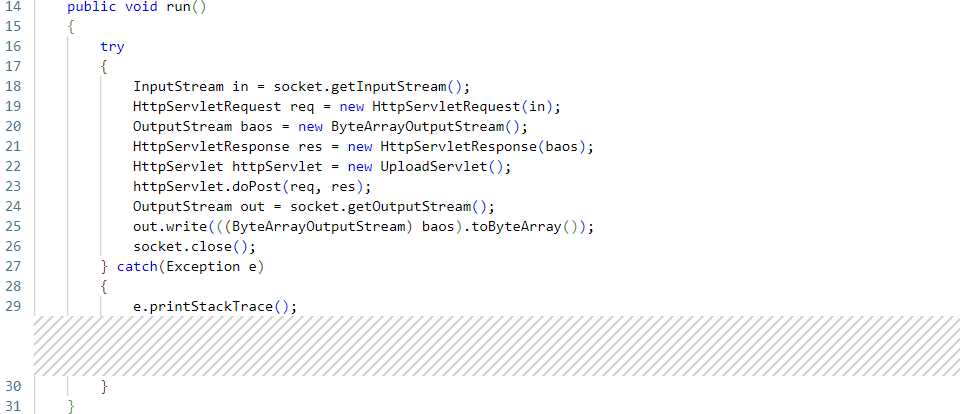 14    public void run()
15    {
16        try
17        {
18            InputStream in = socket.getInputStream();
19            HttpServletRequest req = new HttpServletRequest(in);
20            OutputStream baos = new ByteArrayOutputStream();
21            HttpServletResponse res = new HttpServletResponse(baos);
22            HttpServlet httpServlet = new UploadServlet();
23            httpServlet.doPost(req, res);
24            OutputStream out = socket.getOutputStream();
25            out.write(((ByteArrayOutputStream) baos).toByteArray());
26            socket.close();
27        } catch(Exception e)
28        {
29            e.printStackTrace();
30        }
31    }